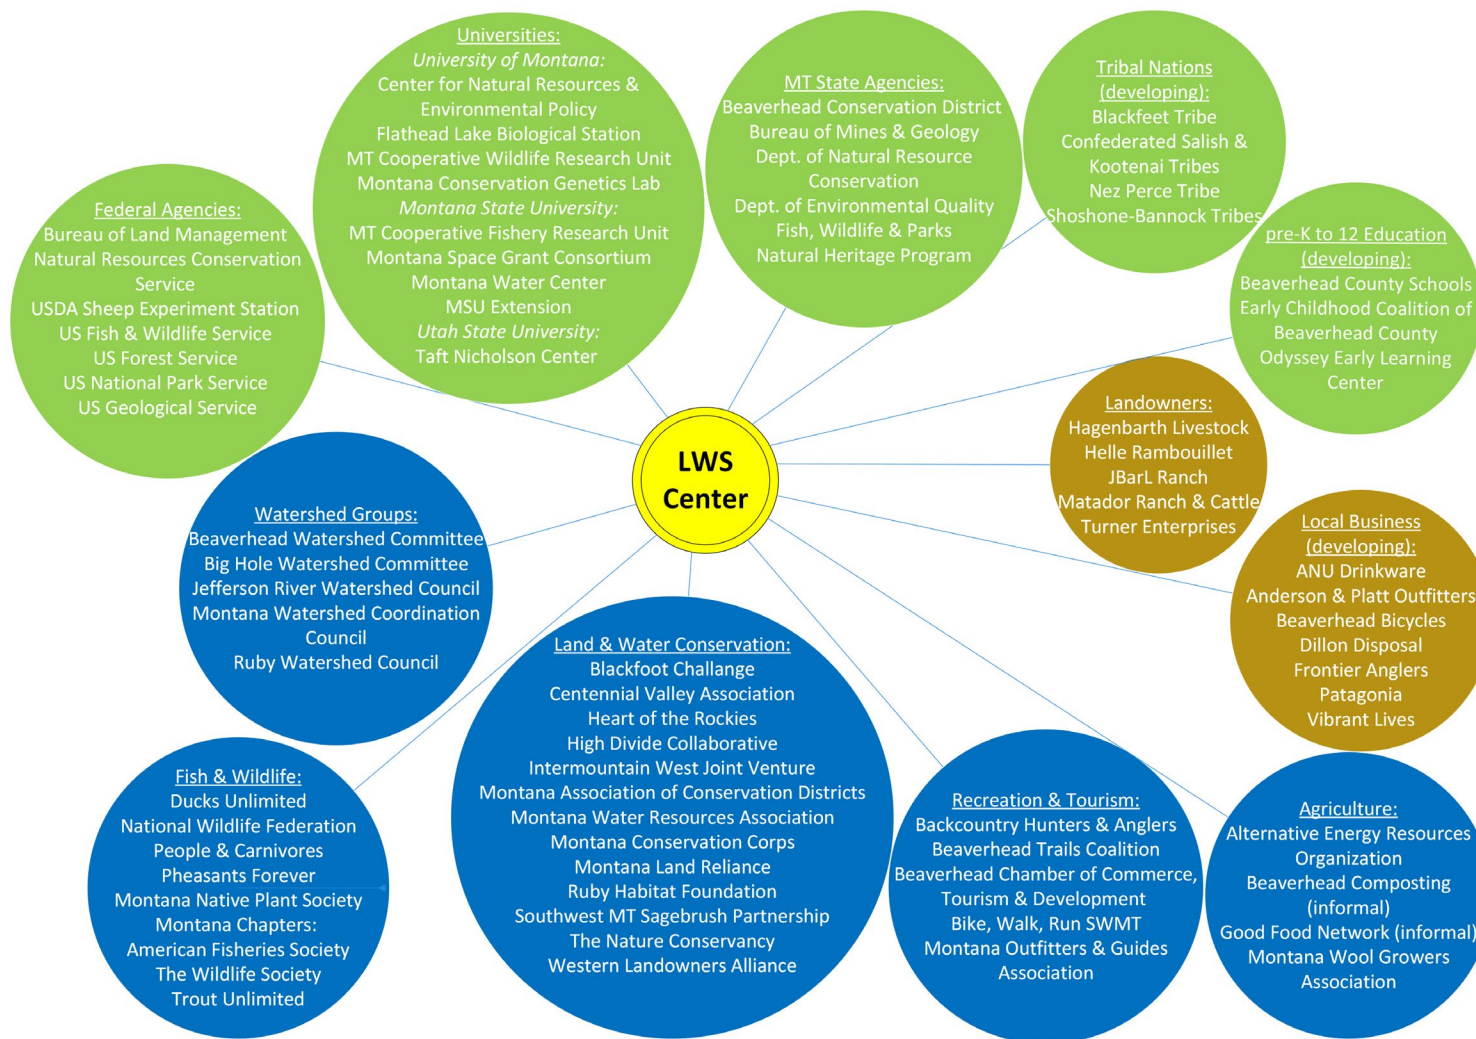 Universities:
University of Montana:
Center for Natural Resources &
Environmental Policy
Flathead Lake Biological Station
MT Cooperative Wildlife Research Unit
Montana Conservation Genetics Lab
Montana State University:
MT Cooperative Fishery Research Unit
Montana Space Grant Consortium
Montana Water Center
MSU Extension
Utah State University:
Taft Nicholson Center
MT State Agencies:
Beaverhead Conservation District
Bureau of Mines & Geology
Dept. of Natural Resource
Conservation
Dept. of Environmental Quality
Fish, Wildlife & Parks
Natural Heritage Program
Tribal Nations
(developing):
Blackfeet Tribe
Confederated Salish &
Kootenai Tribes
Nez Perce Tribe
Shoshone-Bannock Tribes
pre-K to 12 Education
(developing):
Beaverhead County Schools
Early Childhood Coalition of
Beaverhead County
Odyssey Early Learning
Center
Federal Agencies:
Bureau of Land Management
Natural Resources Conservation
Service
USDA Sheep Experiment Station
US Fish & Wildlife Service
US Forest Service
US National Park Service
US Geological Service
LWS
Center
Landowners:
Hagenbarth Livestock
Helle Rambouillet
JBarL Ranch
Matador Ranch & Cattle
Turner Enterprises
Local Business
(developing):
ANU Drinkware
Anderson & Platt Outfitters
Beaverhead Bicycles
Dillon Disposal
Frontier Anglers
Patagonia
Vibrant Lives
Watershed Groups:
Beaverhead Watershed Committee
Big Hole Watershed Committee
Jefferson River Watershed Council
Montana Watershed Coordination
Council
Ruby Watershed Council
Fish & Wildlife:
Ducks Unlimited
National Wildlife Federation
People & Carnivores
Pheasants Forever
Montana Native Plant Society
Montana Chapters:
American Fisheries Society
The Wildlife Society
Trout Unlimited
Land & Water Conservation:
Blackfoot Challange
Centennial Valley Association
Heart of the Rockies
High Divide Collaborative
Intermountain West Joint Venture
Montana Association of Conservation Districts
Montana Water Resources Association
Montana Conservation Corps
Montana Land Reliance
Ruby Habitat Foundation
Southwest MT Sagebrush Partnership
The Nature Conservancy
Western Landowners Alliance
Recreation & Tourism:
Backcountry Hunters & Anglers
Beaverhead Trails Coalition
Beaverhead Chamber of Commerce,
Tourism & Development
Bike, Walk, Run SWMT
Montana Outfitters & Guides
Association
Agriculture:
Alternative Energy Resources
Organization
Beaverhead Composting
(informal)
Good Food Network (informal)
Montana Wool Growers
Association